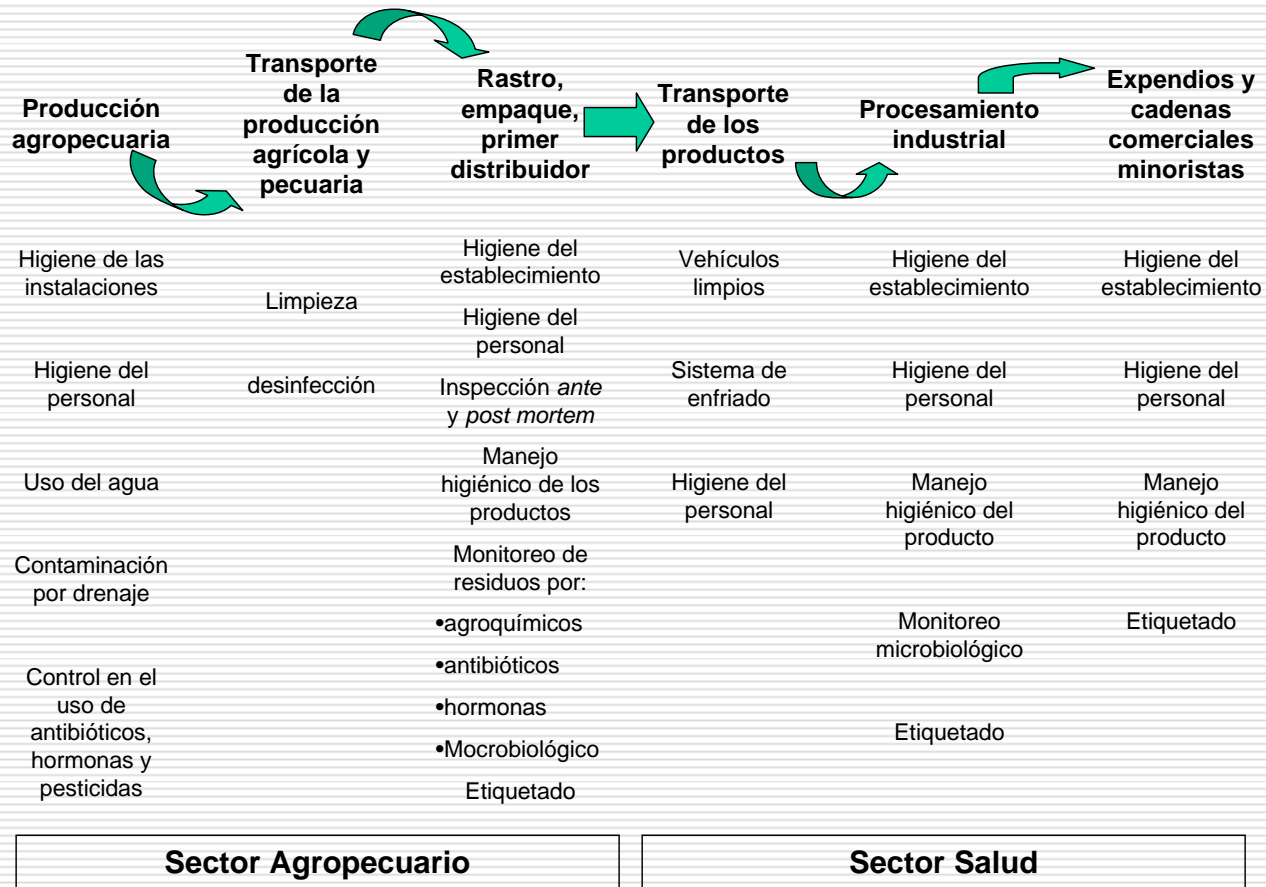 Producción
agropecuaria
Transporte
de la
producción
agrícola y
pecuaria
Rastro,
empaque,
primer
distribuidor
Transporte
de los
productos
Procesamiento
industrial
Expendios y
cadenas
comerciales
minoristas
Higiene de las
instalaciones
Higiene del
personal
Uso del agua
Contaminación
por drenaje
Control en el
uso de
antibióticos,
hormonas y
pesticidas
Limpieza
desinfección
Higiene del
establecimiento
Higiene del
personal
Inspección ante
y post mortem
Manejo
higiénico de los
productos
Monitoreo de
residuos por:
•agroquímicos
•antibióticos
•hormonas
•Mocrobiológico
Etiquetado
Vehículos
limpios
Sistema de
enfriado
Higiene del
personal
Higiene del
establecimiento
Higiene del
personal
Manejo
higiénico del
producto
Monitoreo
microbiológico
Etiquetado
Higiene del
establecimiento
Higiene del
personal
Manejo
higiénico del
producto
Etiquetado
Sector Agropecuario
Sector Salud